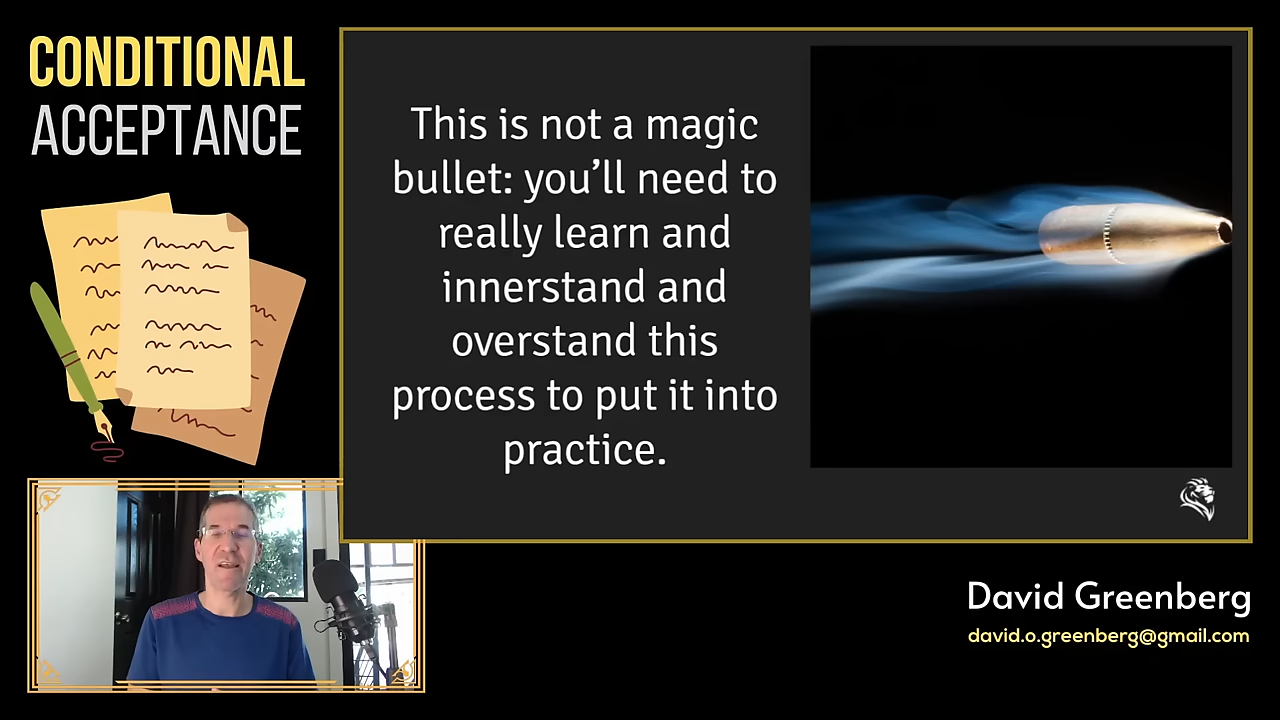 CONDITIONAL
ACCEPTANCE
This is not a magic
bullet: you’ll need to
really learn and
innerstand and
overstand this
process to put it into
practice.
David Greenberg
david.o.greenberg@gmail.com